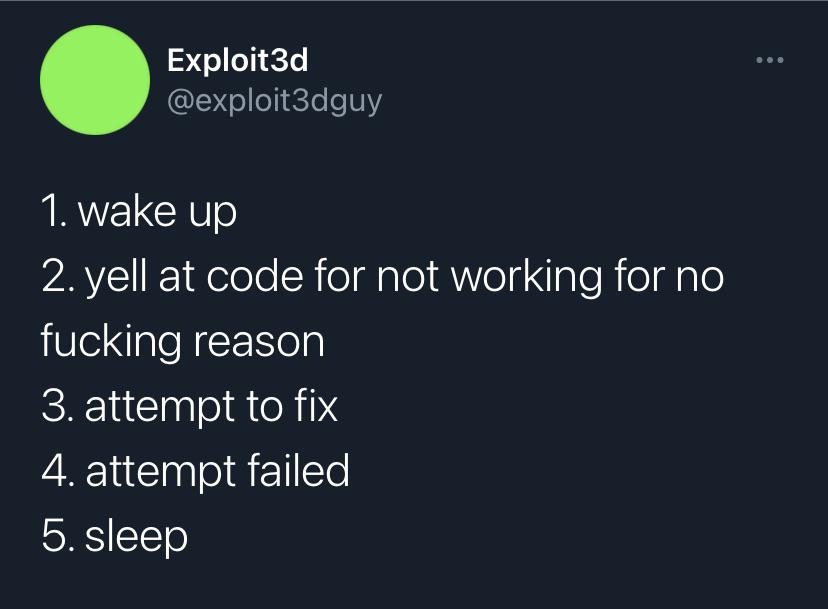 Exploit3d
@exploit3dguy
1. wake up
2. yell at code for not working for no
fucking reason
3. attempt to fix
4. attempt failed
5. sleep